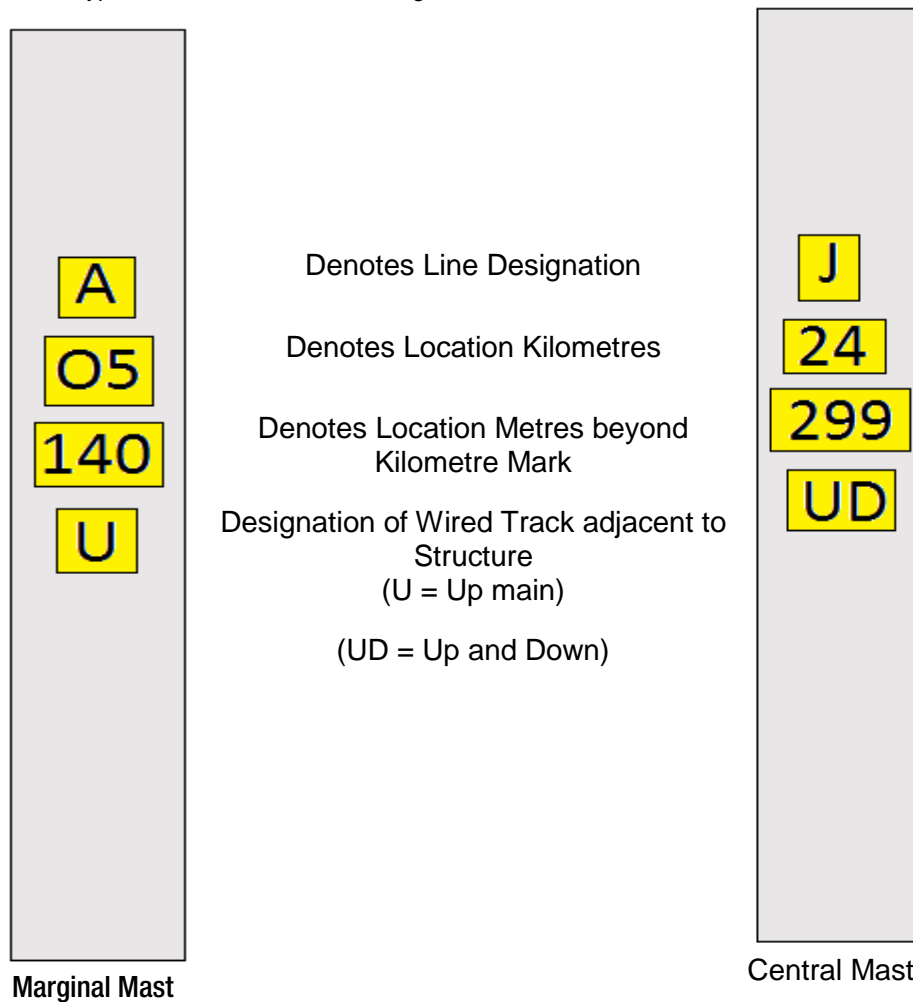 A
O5
140
U
Denotes Line Designation
Denotes Location Kilometres
Denotes Location Metres beyond
Kilometre Mark
Designation of Wired Track adjacent to
Structure
(U = Up main)
(UD = Up and Down)
J
24
299
UD
Marginal Mast
Central Mast